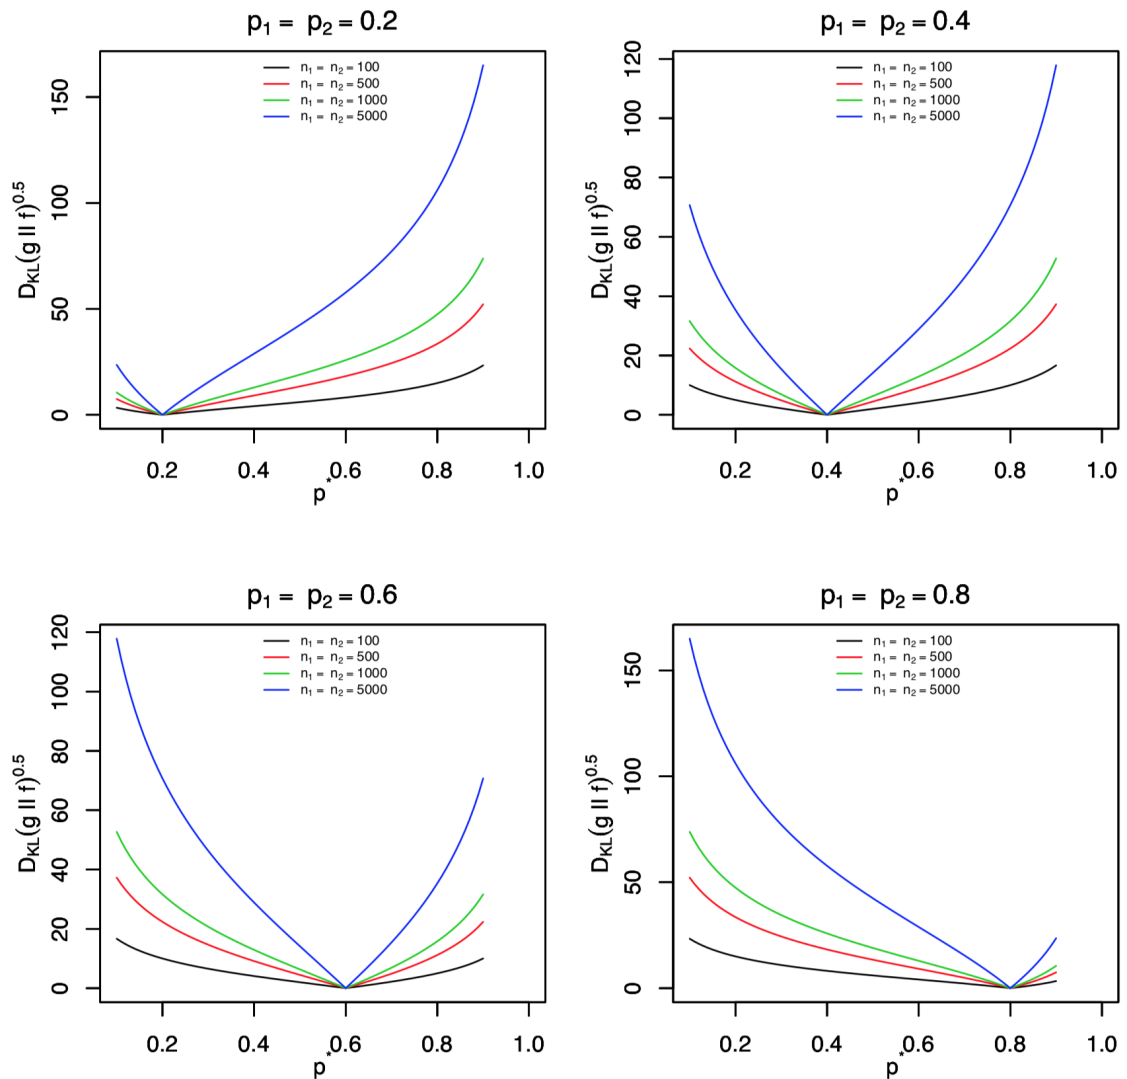 p1 = p2 = 0.2
n1 = n2 = 100
n1 = n2 = 500
n1 = n2 = 1000
n1 = n2 = 5000
DKL(g II f)^0.5
150
100
50
0
0.2 0.4 0.6 0.8 1.0
p*
p1 = p2 = 0.4
n1 = n2 = 100
n1 = n2 = 500
n1 = n2 = 1000
n1 = n2 = 5000
DKL(g II f)^0.5
120
100
80
60
40
20
0
0.2 0.4 0.6 0.8 1.0
p*
p1 = p2 = 0.6
n1 = n2 = 100
n1 = n2 = 500
n1 = n2 = 1000
n1 = n2 = 5000
DKL(g II f)^0.5
120
100
80
60
40
20
0
0.2 0.4 0.6 0.8 1.0
p*
p1 = p2 = 0.8
n1 = n2 = 100
n1 = n2 = 500
n1 = n2 = 1000
n1 = n2 = 5000
DKL(g II f)^0.5
150
100
50
0
0.2 0.4 0.6 0.8 1.0
p*